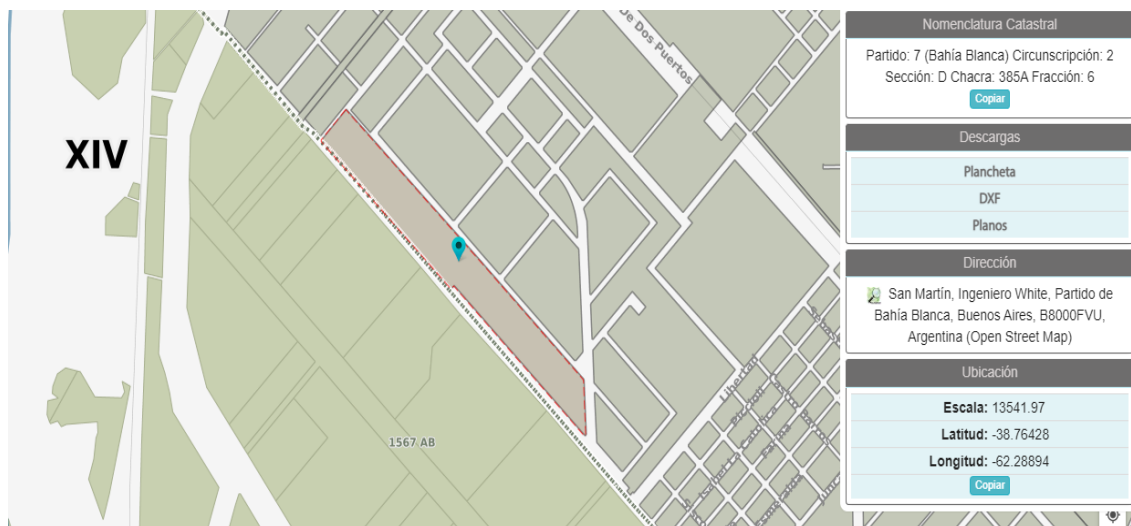 De Dos Puertos
XIV
1567 AB
Libertad
Nomenclatura Catastral
Partido: 7 (Bahía Blanca) Circunscripción: 2
Sección: D Chacra: 385A Fracción: 6
Copiar
Descargas
Plancheta
DXF
Planos
Dirección
San Martín, Ingeniero White, Partido de
Bahía Blanca, Buenos Aires, B8000FVU,
Argentina (Open Street Map)
Ubicación
Escala: 13541.97
Latitud: -38.76428
Longitud: -62.28894
Copiar